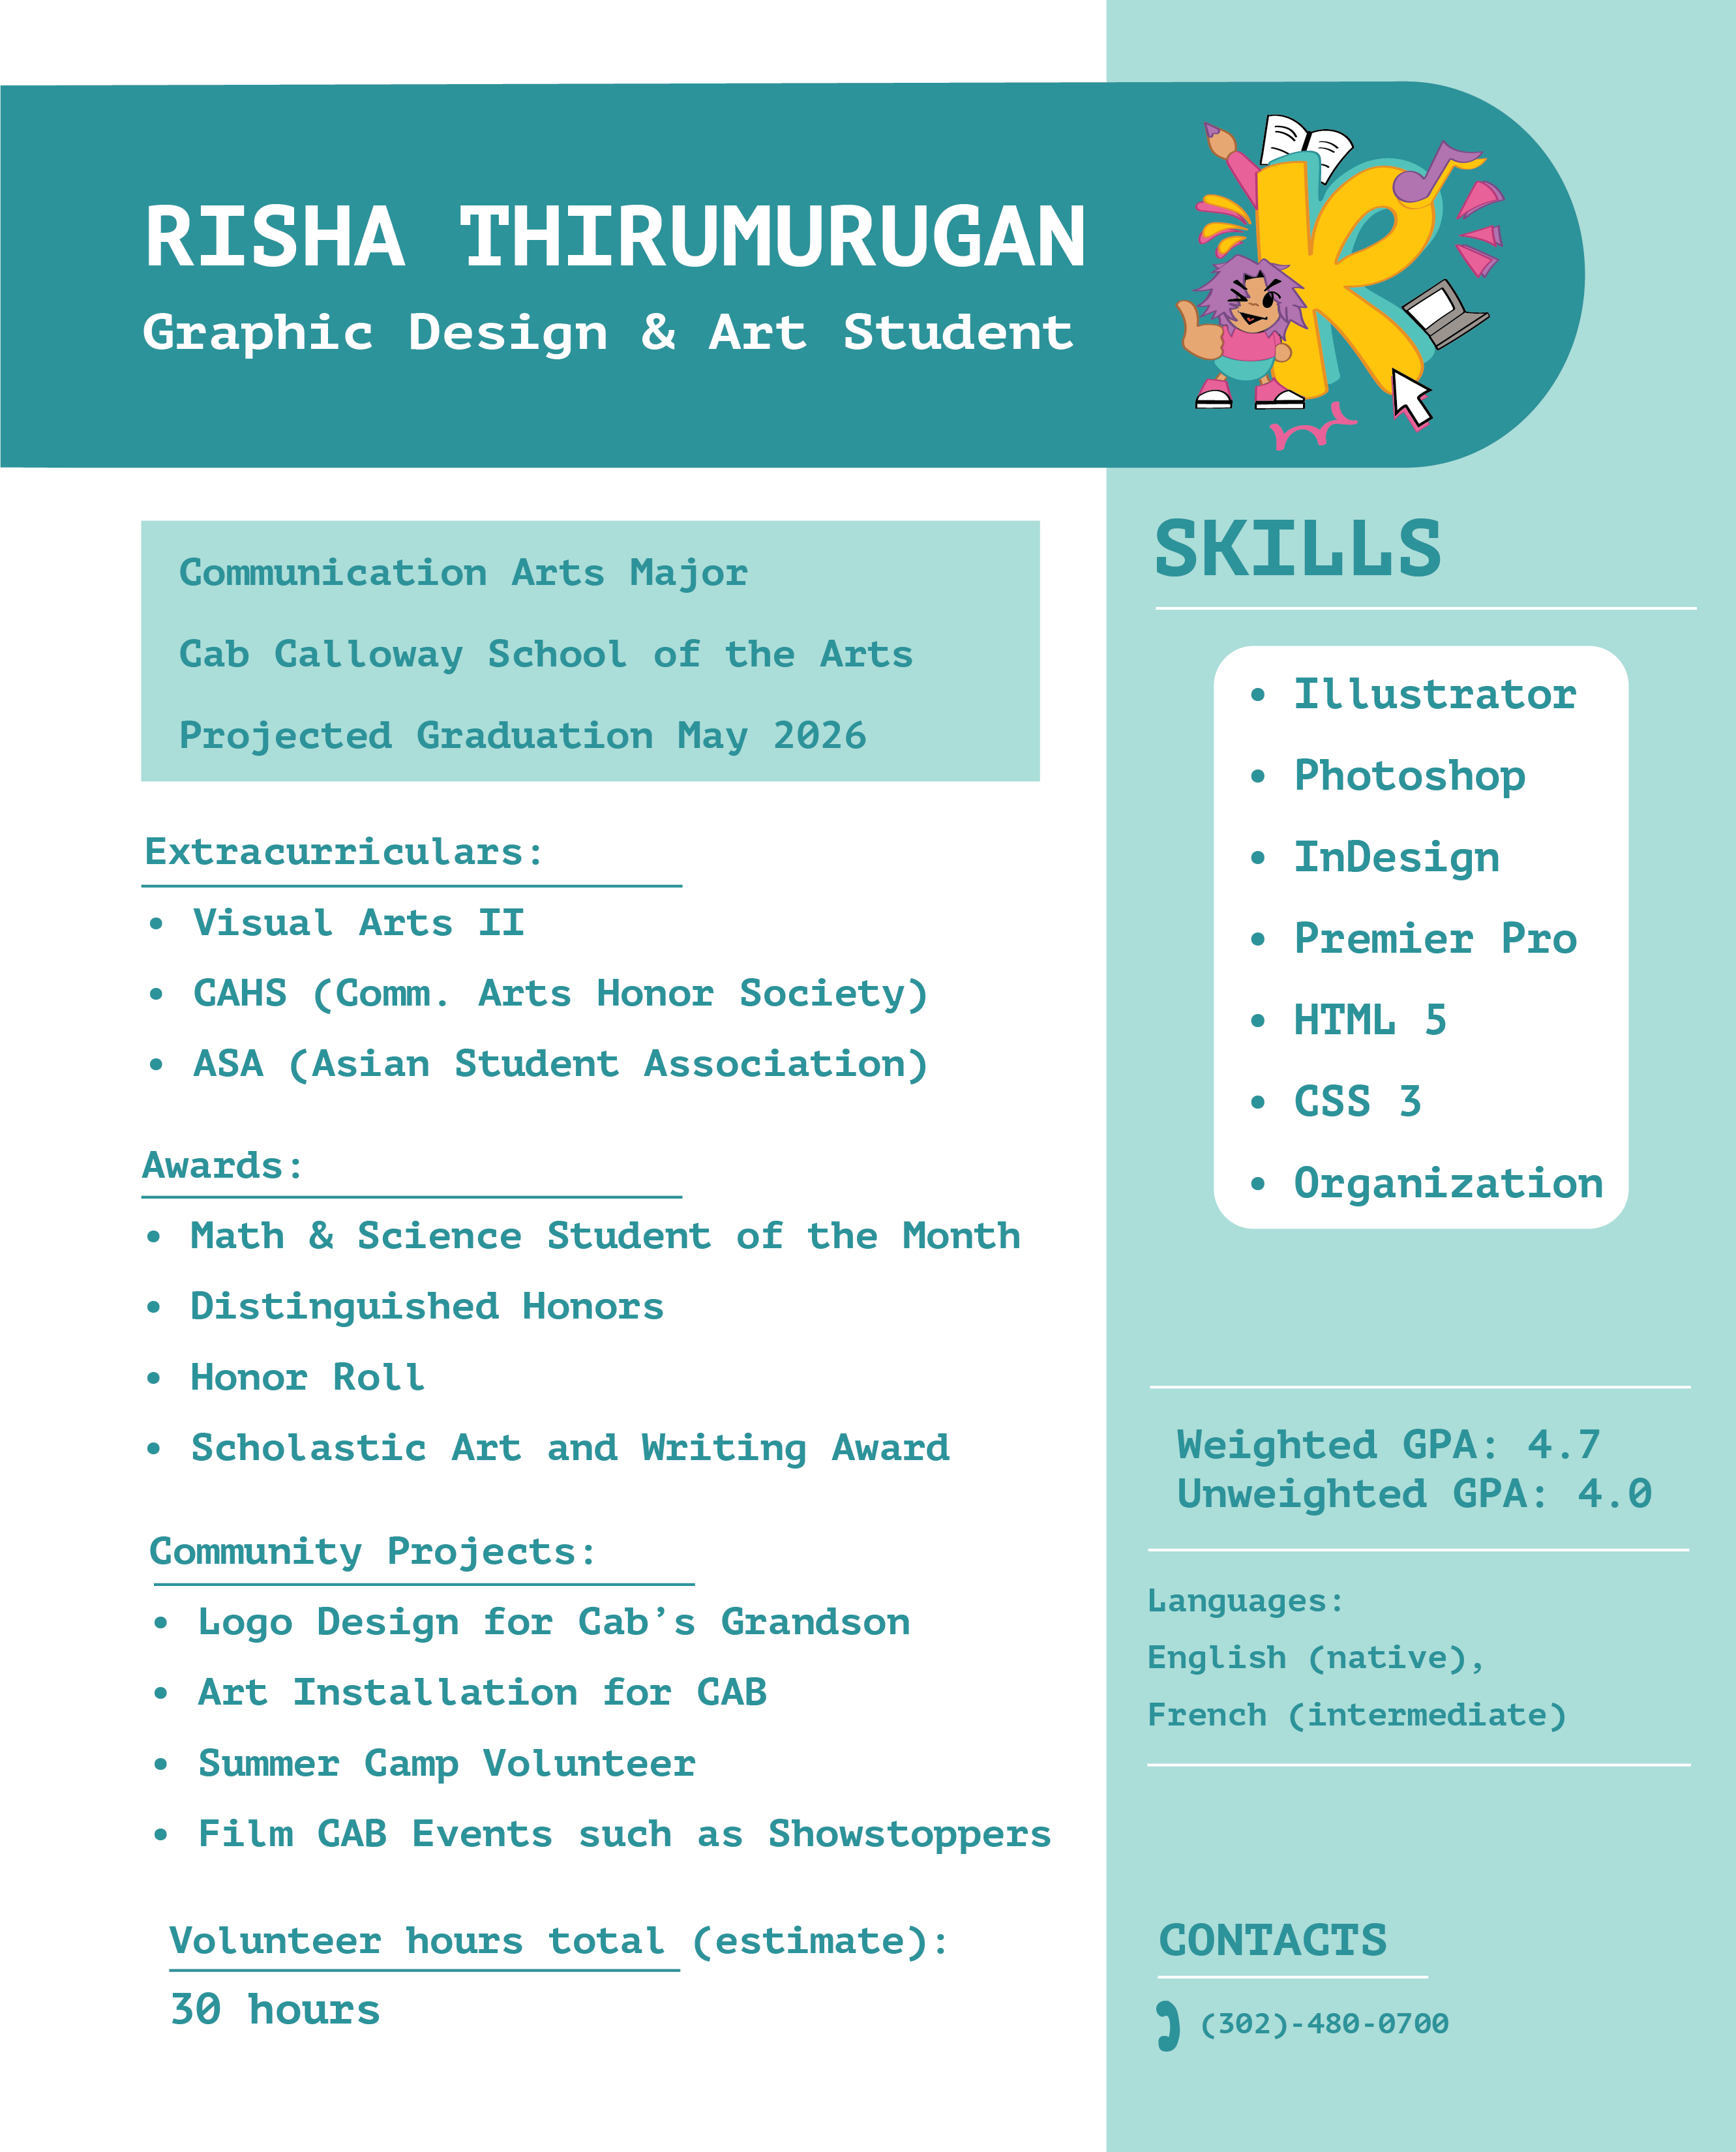 RISHA THIRUMURUGAN
Graphic Design & Art Student
R
Communication Arts Major
Cab Calloway School of the Arts
Projected Graduation May 2026
Extracurriculars:
• Visual Arts II
• CAHS (Comm. Arts Honor Society)
• ASA (Asian Student Association)
Awards:
• Math & Science Student of the Month
• Distinguished Honors
• Honor Roll
• Scholastic Art and Writing Award
Community Projects:
• Logo Design for Cab’s Grandson
• Art Installation for CAB
• Summer Camp Volunteer
• Film CAB Events such as Showstoppers
Volunteer hours total (estimate):
30 hours
SKILLS
• Illustrator
• Photoshop
• InDesign
• Premier Pro
• HTML 5
• CSS 3
• Organization
Weighted GPA: 4.7
Unweighted GPA: 4.0
Languages:
English (native),
French (intermediate)
CONTACTS
(302)-480-0700